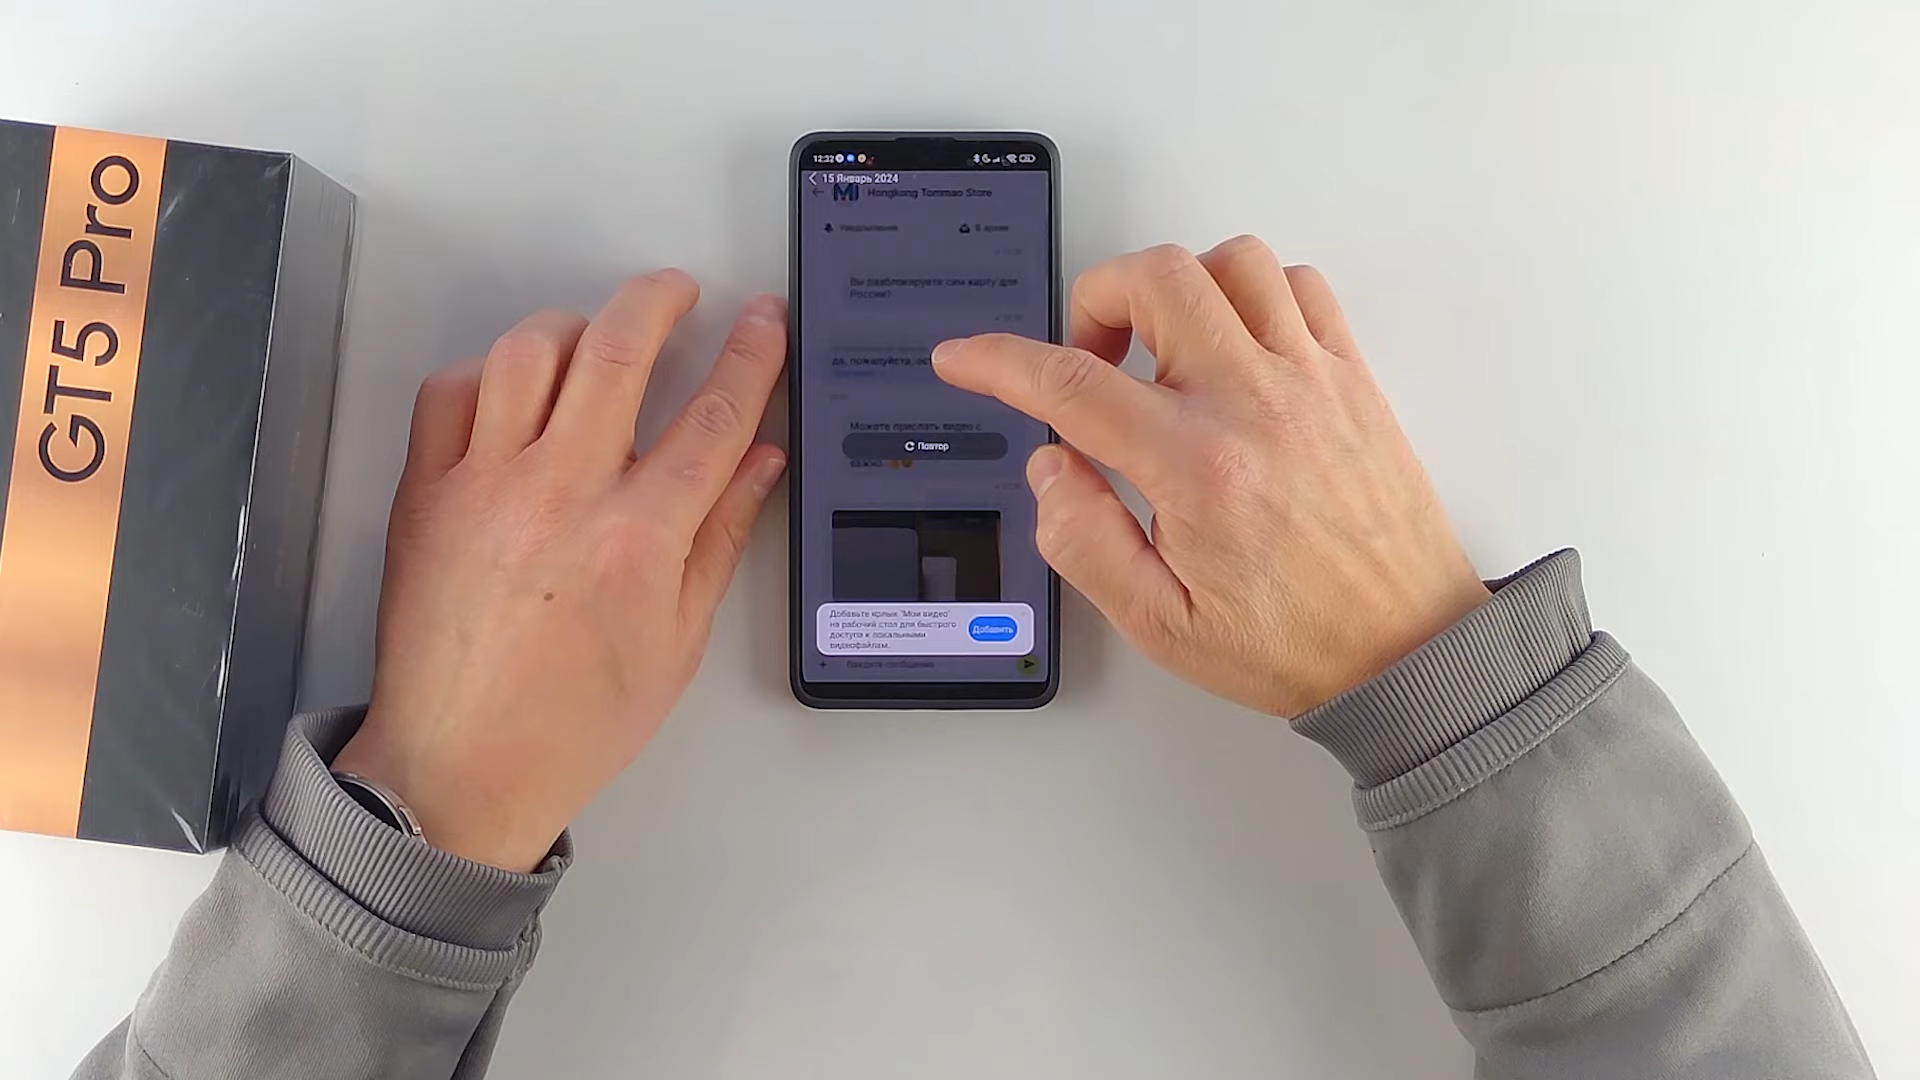 GT5 Pro
12:32
15 Январь 2024
Hongkong Tommao Store
Уведомления
В архив
Вы разблокируете сим карту для
России?
да, пожалуйста,
Можете прислать видео с
Повтор
важно.
Добавьте ярлык "Мои видео"
на рабочий стол для быстрого
доступа к локальным
видеофайлам.
Добавить
Введите сообщение